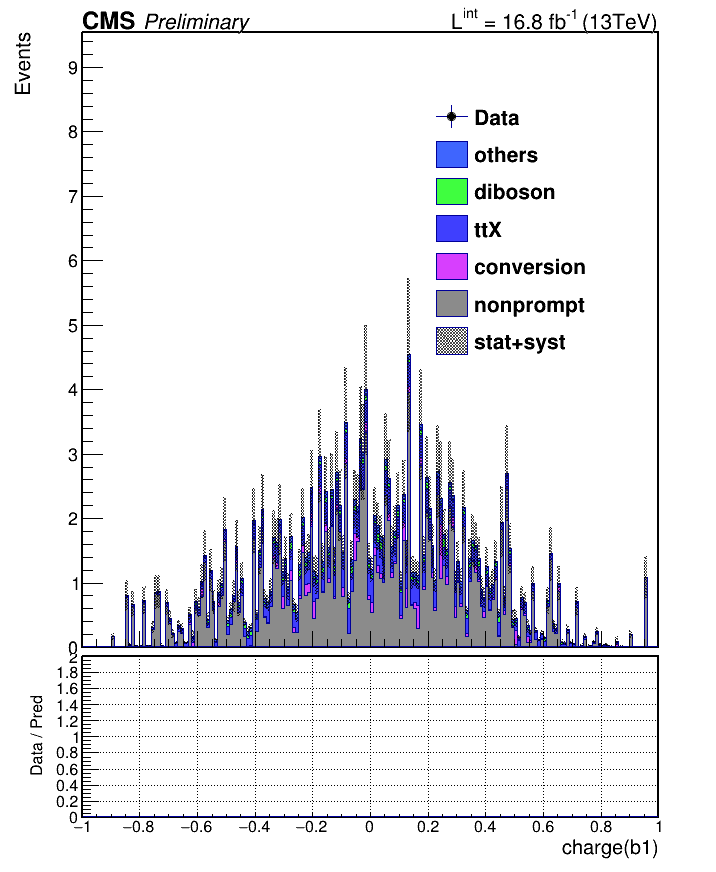 CMS Preliminary L^int = 16.8 fb^-1 (13TeV)
Events
9
8
7
6
5
4
3
2
1
0
Data
others
diboson
ttX
conversion
nonprompt
stat+syst
Data / Pred
2
1.8
1.6
1.4
1.2
1
0.8
0.6
0.4
0.2
0
−1 −0.8 −0.6 −0.4 −0.2 0 0.2 0.4 0.6 0.8 1
charge(b1)